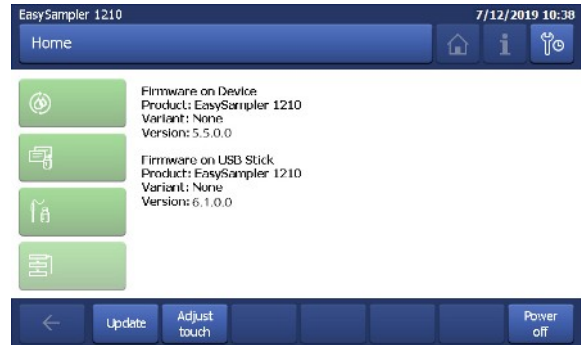 EasySampler 1210
7/12/2019 10:38
Home
Firmware on Device
Product: EasySampler 1210
Variant: None
Version: 5.5.0.0
Firmware on USB Stick
Product: EasySampler 1210
Variant: None
Version: 6.1.0.0
Update
Adjust
touch
Power
off